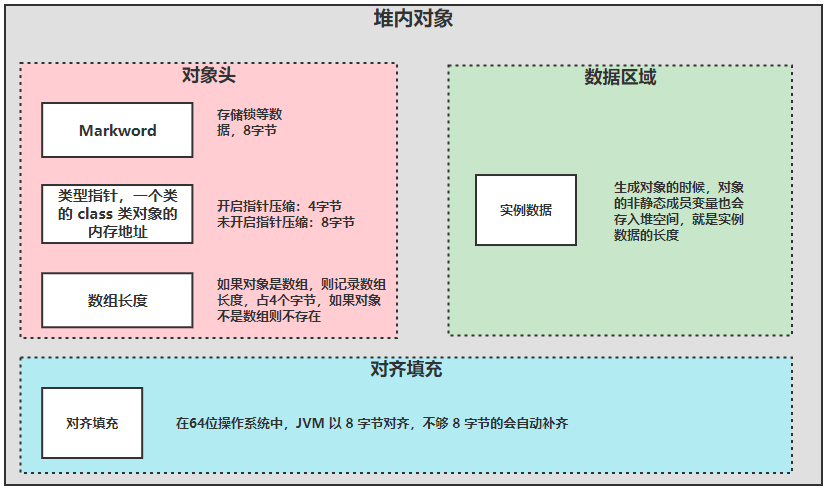 堆内对象
对象头
Markword
存储锁等数
据，8字节
类型指针，一个类
的 class 类对象的
内存地址
开启指针压缩：4字节
未开启指针压缩：8字节
数组长度
如果对象是数组，则记录数组
长度，占4个字节，如果对象
不是数组则不存在
数据区域
实例数据
生成对象的时候，对象
的非静态成员变量也会
存入堆空间，就是实例
数据的长度
对齐填充
对齐填充
在64位操作系统中，JVM 以 8 字节对齐，不够 8 字节的会自动补齐